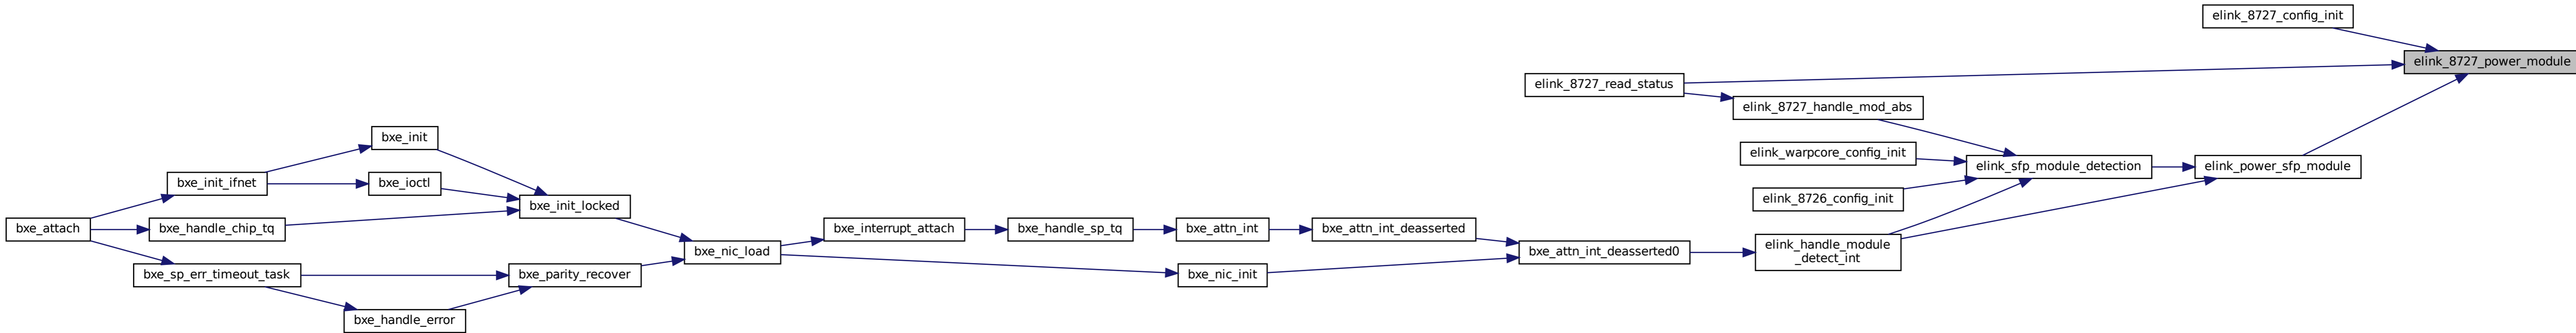 elink_8727_config_init
elink_8727_power_module
elink_8727_read_status
elink_8727_handle_mod_abs
bxe_init
elink_warpcore_config_init
elink_sfp_module_detection
elink_power_sfp_module
bxe_init_ifnet
bxe_ioctl
elink_8726_config_init
bxe_init_locked
bxe_attach
bxe_handle_chip_tq
bxe_interrupt_attach
bxe_handle_sp_tq
bxe_attn_int
bxe_attn_int_deasserted
bxe_nic_load
bxe_attn_int_deasserted0
elink_handle_module
_detect_int
bxe_sp_err_timeout_task
bxe_parity_recover
bxe_nic_init
bxe_handle_error